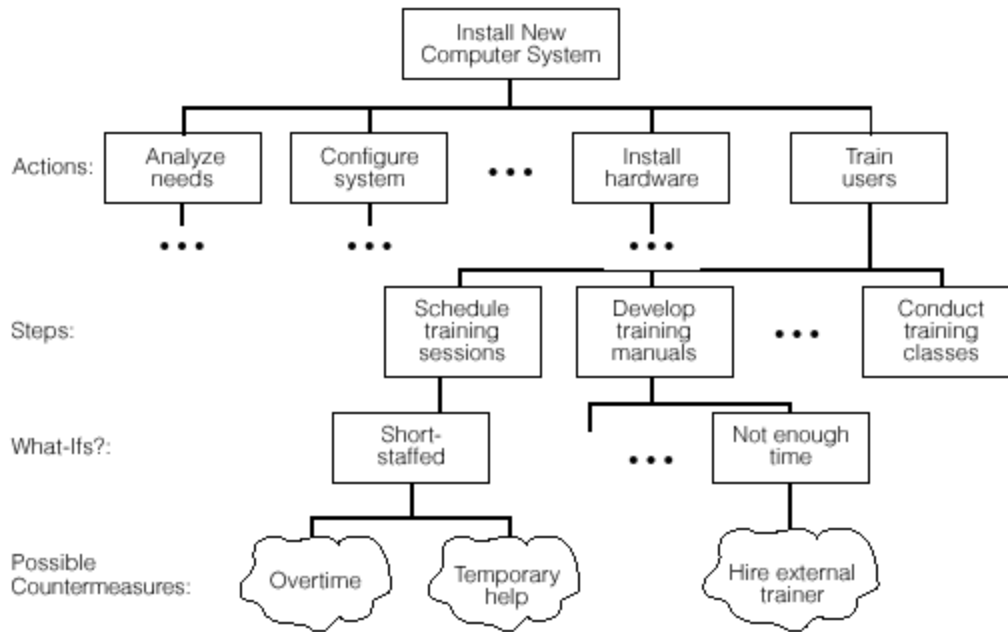 Install New
Computer System
Actions:
Analyze
needs
Configure
system
•••
Install
hardware
Train
users
•••
•••
•••
Steps:
Schedule
training
sessions
Develop
training
manuals
•••
Conduct
training
classes
What-Ifs?:
Short-
staffed
•••
Not enough
time
Possible
Countermeasures:
Overtime
Temporary
help
Hire external
trainer